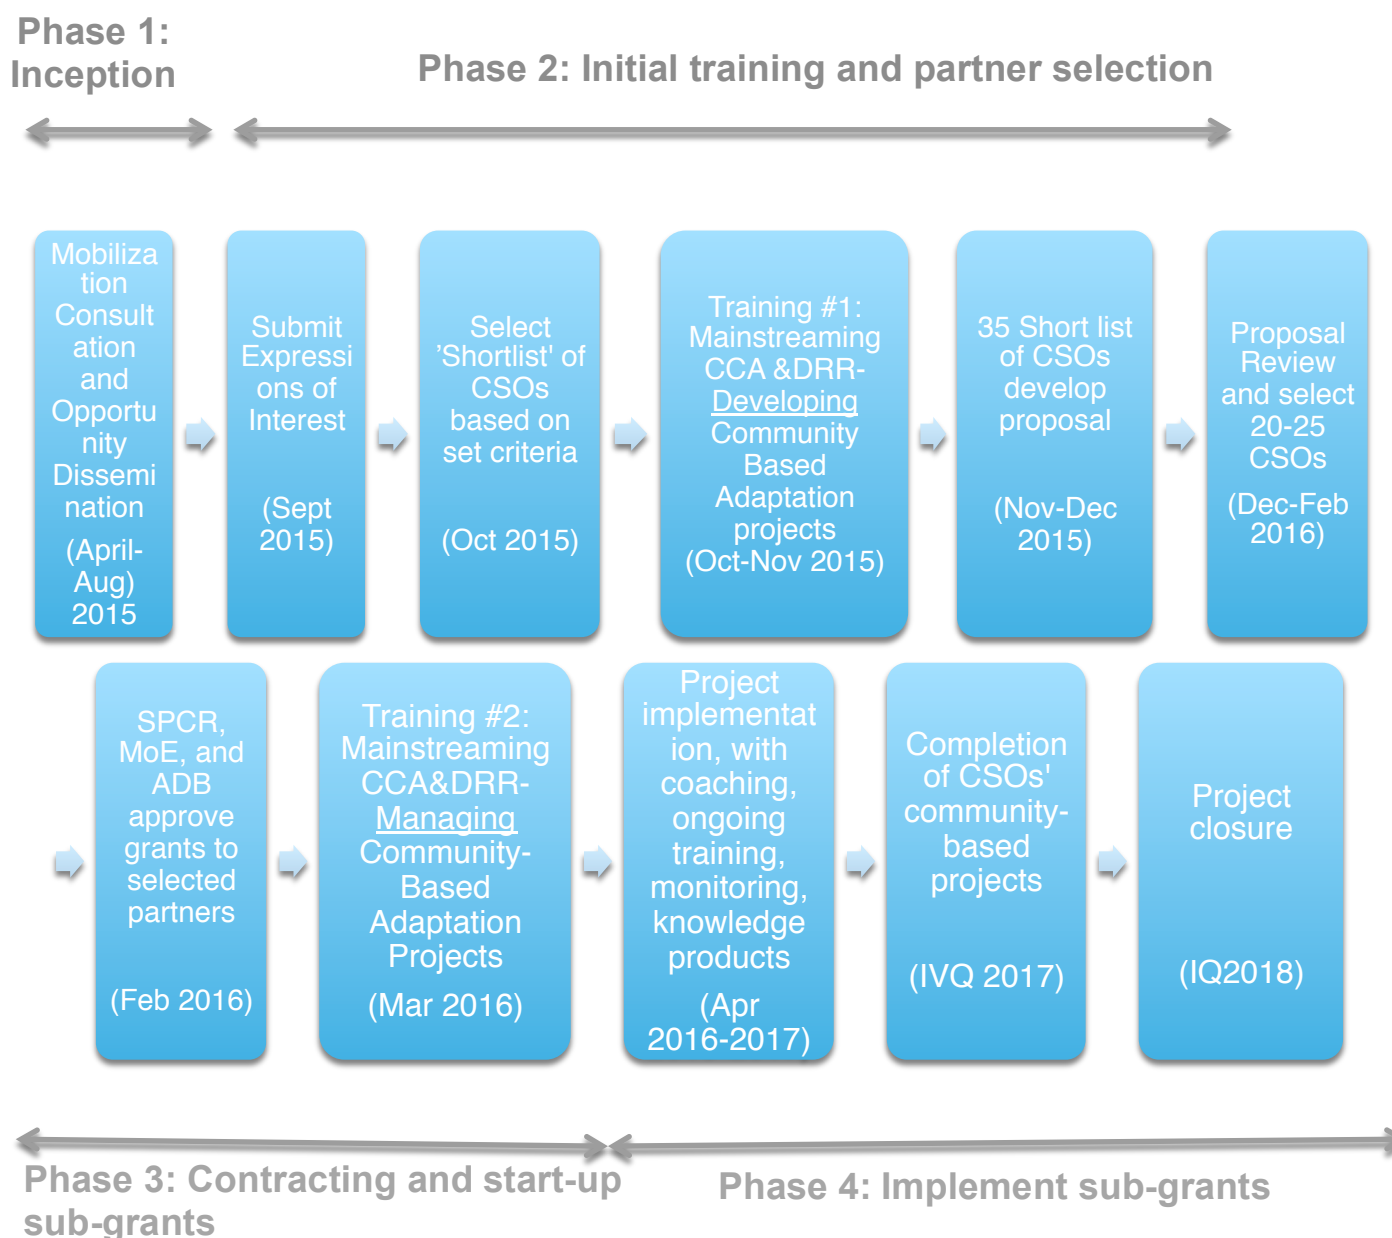 Phase 1:
Inception
Phase 2: Initial training and partner selection
Mobiliza
tion
Consult
ation
and
Opportu
nity
Dissemi
nation
(April-
Aug)
2015
Submit
Expressi
ons of
Interest
(Sept
2015)
Select
’Shortlist' of
CSOs
based on
set criteria
(Oct 2015)
Training #1:
Mainstreaming
CCA &DRR-
Developing
Community
Based
Adaptation
projects
(Oct-Nov 2015)
35 Short list
of CSOs
develop
proposal
(Nov-Dec
2015)
Proposal
Review
and select
20-25
CSOs
(Dec-Feb
2016)
SPCR,
MoE, and
ADB
approve
grants to
selected
partners
(Feb 2016)
Training #2:
Mainstreaming
CCA&DRR-
Managing
Community-
Based
Adaptation
Projects
(Mar 2016)
Project
implementat
ion, with
coaching,
ongoing
training,
monitoring,
knowledge
products
(Apr
2016-2017)
Completion
of CSOs'
community-
based
projects
(IVQ 2017)
Project
closure
(IQ2018)
Phase 3: Contracting and start-up
sub-grants
Phase 4: Implement sub-grants